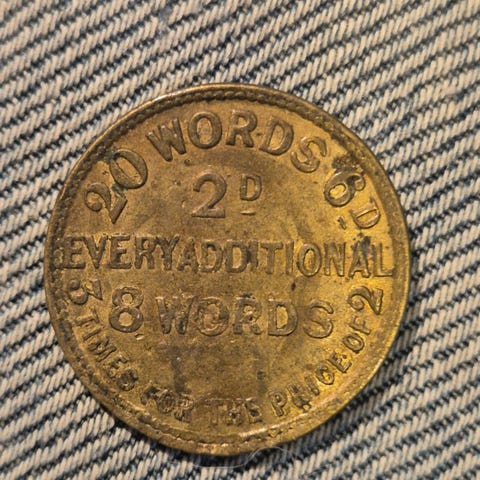 20 WORDS 6D
2D
EVERY ADDITIONAL
8 WORDS
3 TIMES FOR THE PRICE OF 2